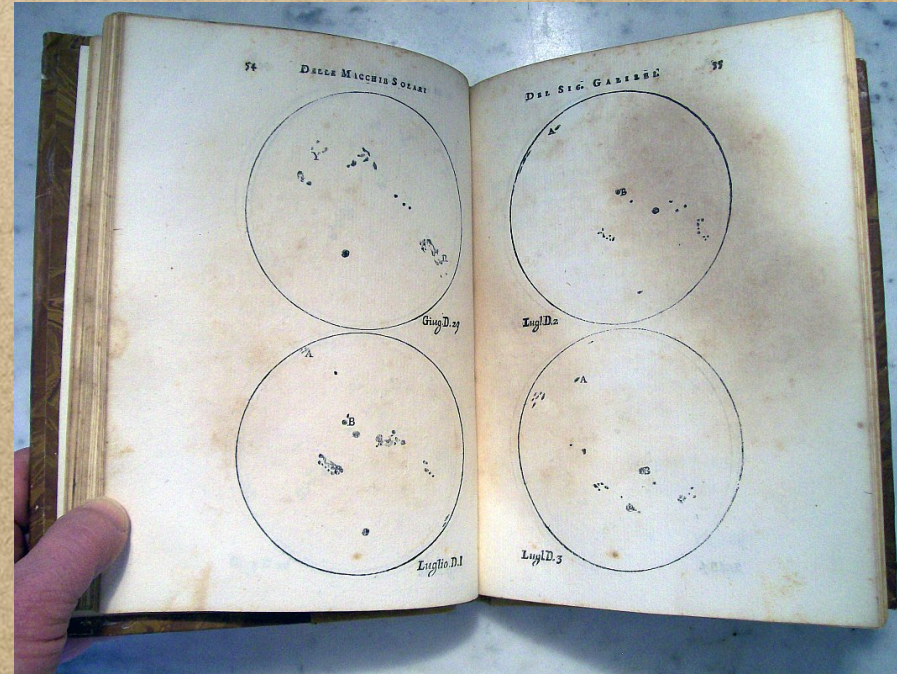 54
DELLE MACCHIE SOLARI
Y
Giug.D.29
A
B
Luglio.D.1
DEL SIG. GALILEI
55
A
B
Lugl.D.2
A
B
Lugl.D.3